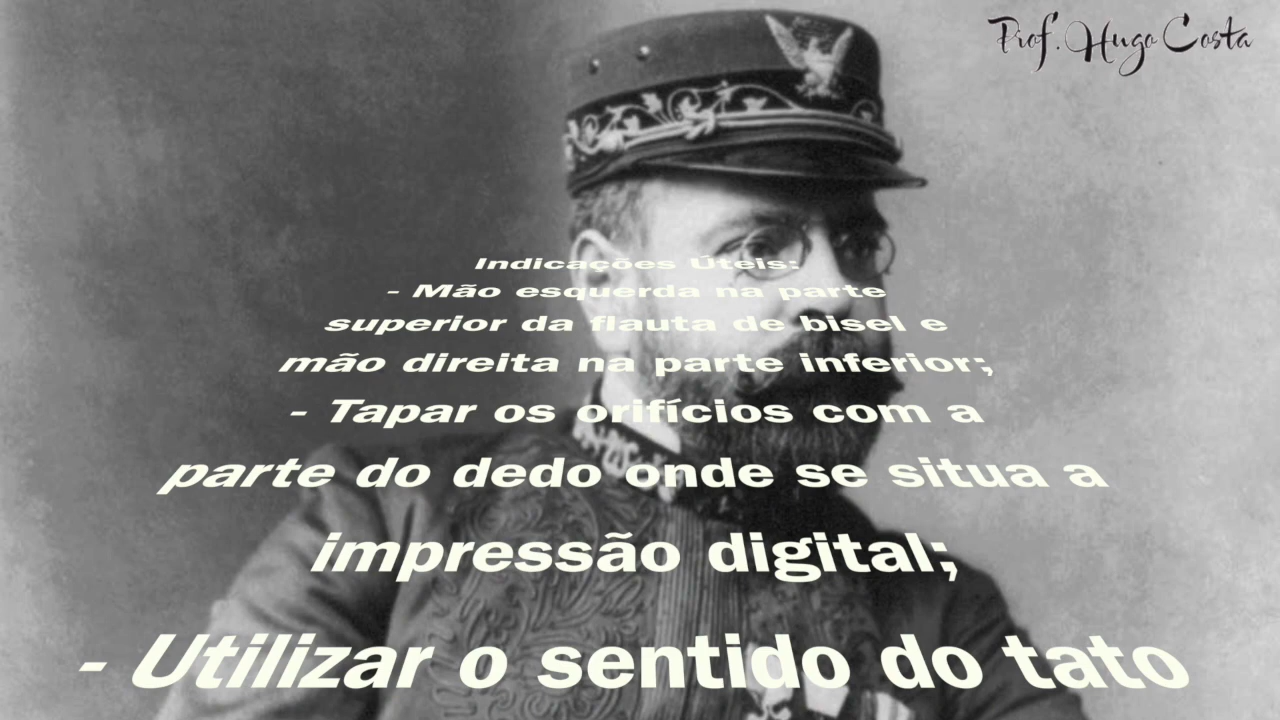 Prof. Hugo Costa
Indicações Úteis:
- Mão esquerda na parte
superior da flauta de bisel e
mão direita na parte inferior;
- Tapar os orifícios com a
parte do dedo onde se situa a
impressão digital;
- Utilizar o sentido do tato